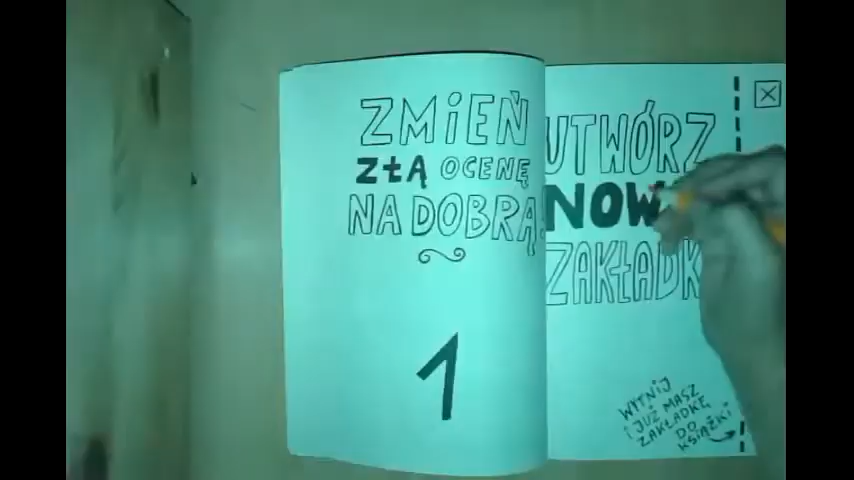 ZMIEŃ
ZŁĄ OCENĘ
NA DOBRĄ!
1
UTWÓRZ
NOW
ZAKŁADK
WYTNIJ
I JUŻ MASZ
ZAKŁADKĘ
DO
KSIĄŻKI